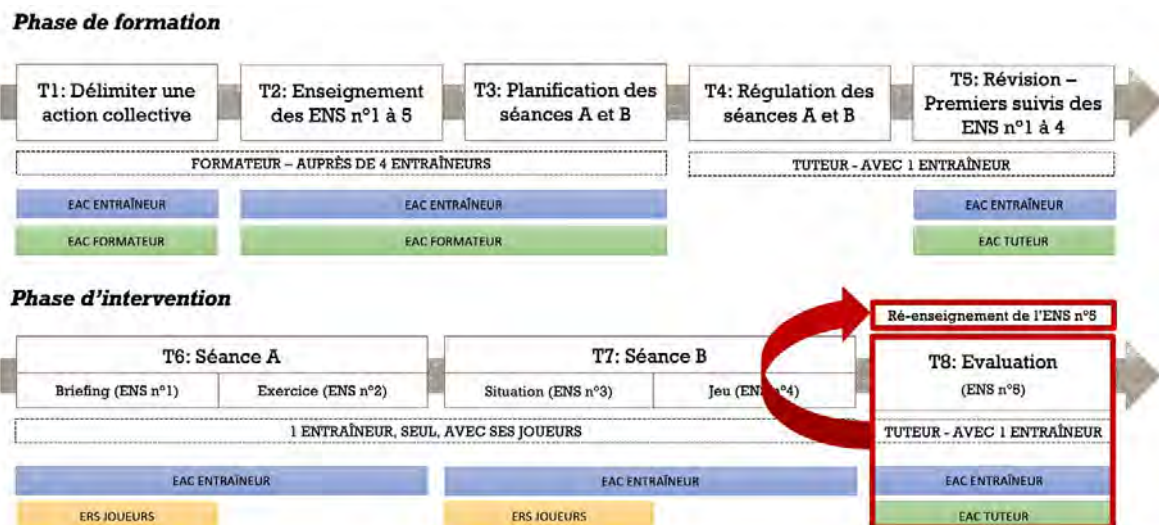 Phase de formation
T1: Délimiter une
action collective
T2: Enseignement
des ENS n°1 à 5
T3: Planification des
séances A et B
T4: Régulation des
séances A et B
T5: Révision –
Premiers suivis des
ENS n°1 à 4
FORMATEUR – AUPRÈS DE 4 ENTRAÎNEURS
TUTEUR - AVEC 1 ENTRAÎNEUR
EAC ENTRAÎNEUR
EAC ENTRAÎNEUR
EAC ENTRAÎNEUR
EAC FORMATEUR
EAC FORMATEUR
EAC TUTEUR
Phase d'intervention
Ré-enseignement de l'ENS n°5
T6: Séance A
T7: Séance B
T8: Evaluation
(ENS n°5)
Briefing (ENS n°1)
Exercice (ENS n°2)
Situation (ENS n°3)
Jeu (ENS n°4)
1 ENTRAÎNEUR, SEUL, AVEC SES JOUEURS
TUTEUR - AVEC 1 ENTRAÎNEUR
EAC ENTRAÎNEUR
EAC ENTRAÎNEUR
EAC ENTRAÎNEUR
ERS JOUEURS
ERS JOUEURS
EAC TUTEUR